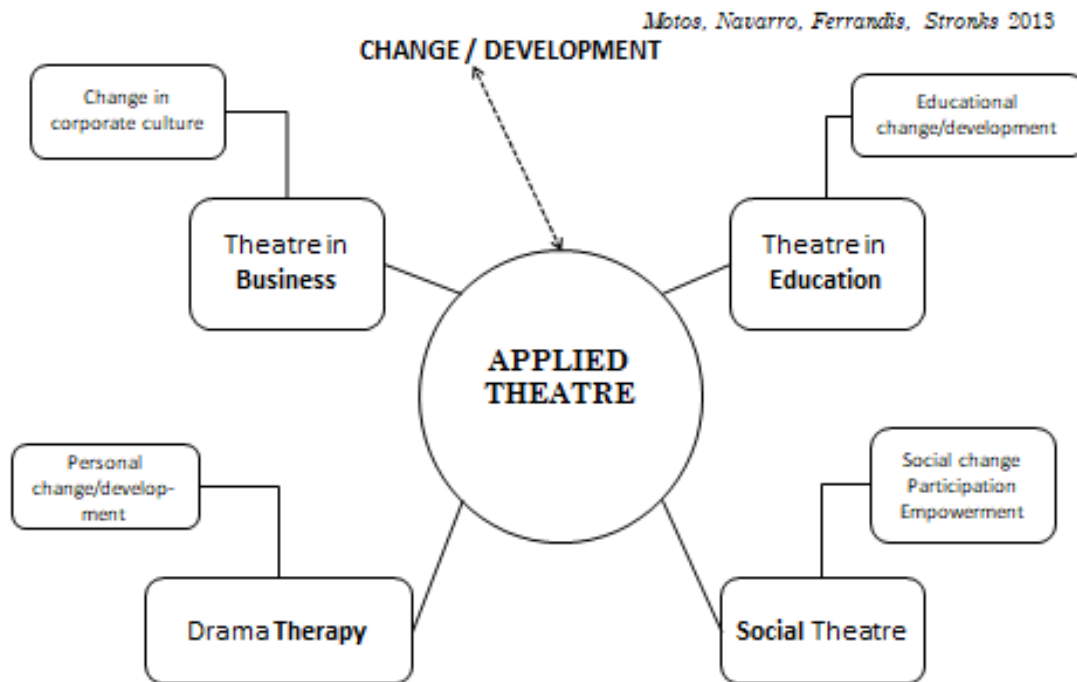 Motos, Navarro, Ferrandis, Stronks 2013
CHANGE / DEVELOPMENT
Change in
corporate culture
Educational
change/development
Theatre in
Business
Theatre in
Education
APPLIED
THEATRE
Personal
change/develop-
ment
Social change
Participation
Empowerment
Drama Therapy
Social Theatre